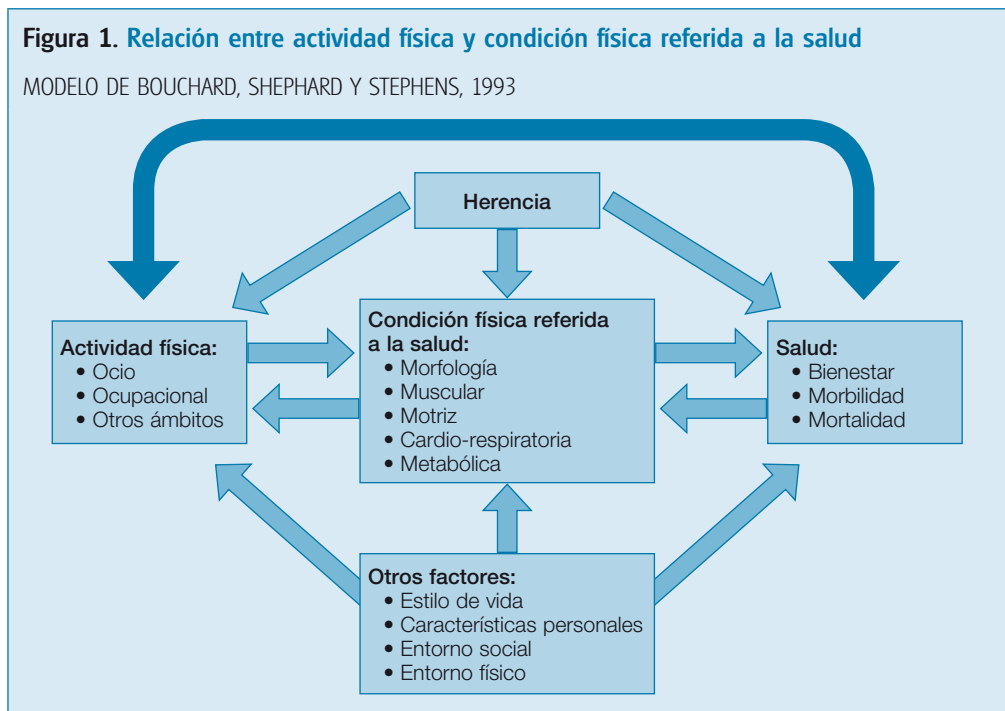 Figura 1. Relación entre actividad física y condición física referida a la salud
MODELO DE BOUCHARD, SHEPHARD Y STEPHENS, 1993
Herencia
Actividad física:
• Ocio
• Ocupacional
• Otros ámbitos
Condición física referida
a la salud:
• Morfología
• Muscular
• Motriz
• Cardio-respiratoria
• Metabólica
Salud:
• Bienestar
• Morbilidad
• Mortalidad
Otros factores:
• Estilo de vida
• Características personales
• Entorno social
• Entorno físico